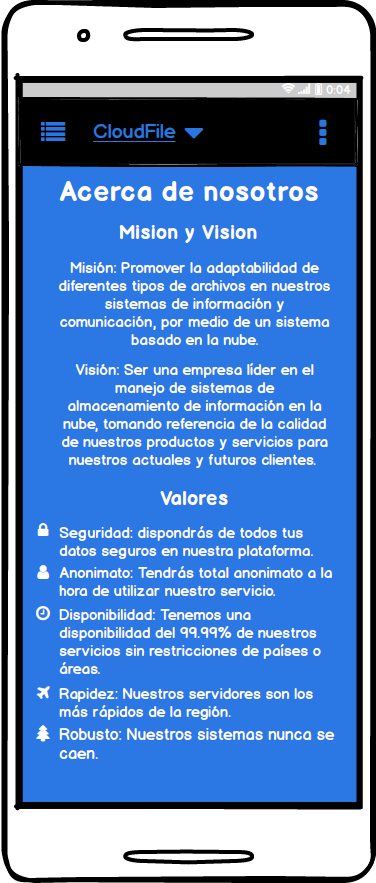 0:04
CloudFile
Acerca de nosotros
Mision y Vision
Misión: Promover la adaptabilidad de
diferentes tipos de archivos en nuestros
sistemas de información y
comunicación, por medio de un sistema
basado en la nube.
Visión: Ser una empresa líder en el
manejo de sistemas de
almacenamiento de información en la
nube, tomando referencia de la calidad
de nuestros productos y servicios para
nuestros actuales y futuros clientes.
Valores
Seguridad: dispondrás de todos tus
datos seguros en nuestra plataforma.
Anonimato: Tendrás total anonimato a la
hora de utilizar nuestro servicio.
Disponibilidad: Tenemos una
disponibilidad del 99.99% de nuestros
servicios sin restricciones de países o
áreas.
Rapidez: Nuestros servidores son los
más rápidos de la región.
Robusto: Nuestros sistemas nunca se
caen.